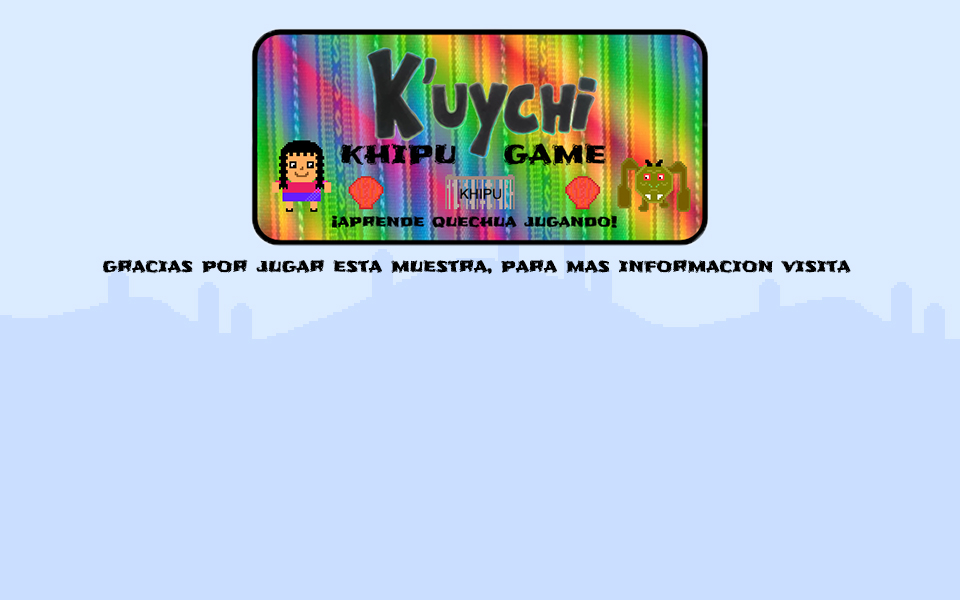 K'uychi
KHIPU GAME
KHIPU
¡APRENDE QUECHUA JUGANDO!
GRACIAS POR JUGAR ESTA MUESTRA, PARA MAS INFORMACION VISITA